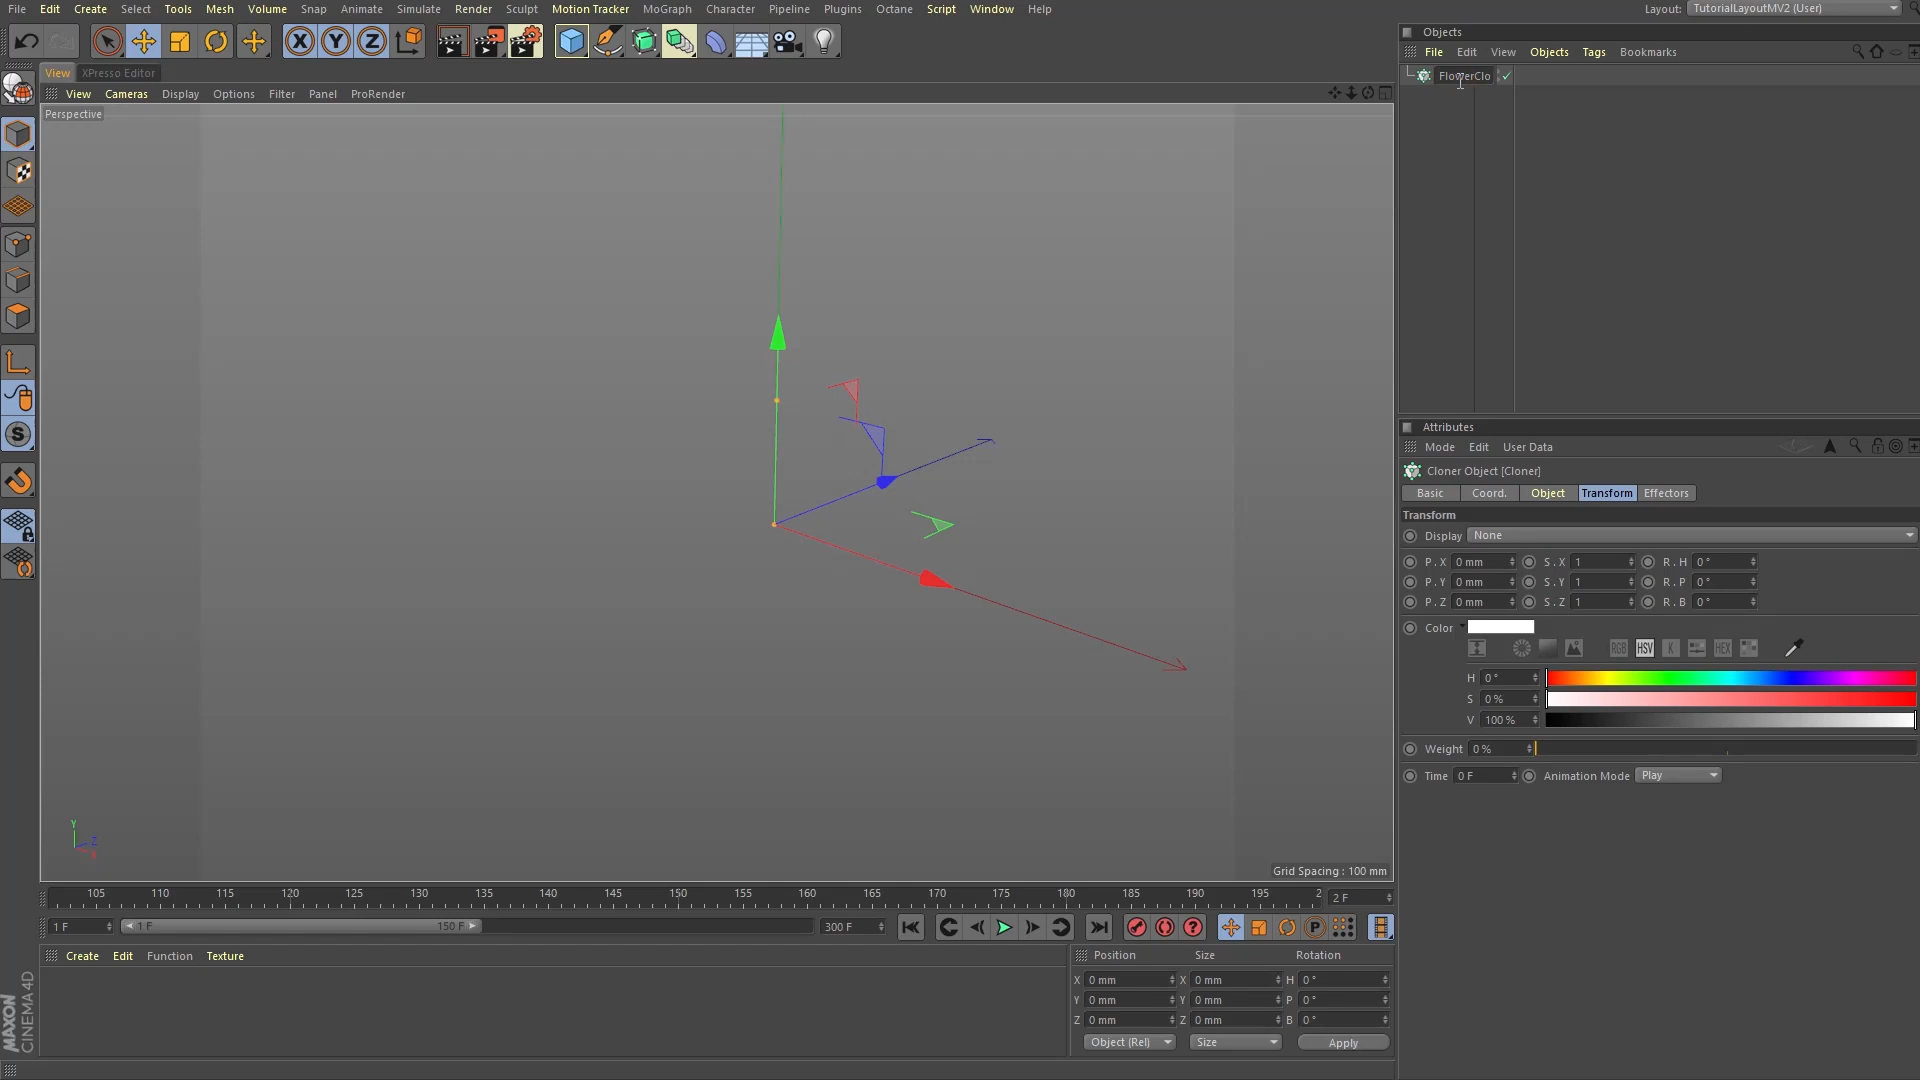 File Edit Create Select Tools Mesh Volume Snap Animate Simulate Render Sculpt Motion Tracker MoGraph Character Pipeline Plugins Octane Script Window Help
Layout: TutorialLayoutMV2 (User)
X Y Z
View XPresso Editor
View Cameras Display Options Filter Panel ProRender
Perspective
Y
Z
X
Grid Spacing : 100 mm
105 110 115 120 125 130 135 140 145 150 155 160 165 170 175 180 185 190 195 2
2 F
1 F
1 F
150 F
300 F
P
Create Edit Function Texture
MAXON
CINEMA 4D
Position Size Rotation
X 0 mm X 0 mm H 0 °
Y 0 mm Y 0 mm P 0 °
Z 0 mm Z 0 mm B 0 °
Object (Rel) Size Apply
Objects
File Edit View Objects Tags Bookmarks
FlowerClo
Attributes
Mode Edit User Data
Cloner Object [Cloner]
Basic Coord. Object Transform Effectors
Transform
Display None
P . X 0 mm S . X 1 R . H 0 °
P . Y 0 mm S . Y 1 R . P 0 °
P . Z 0 mm S . Z 1 R . B 0 °
Color
RGB HSV K HEX
H 0 °
S 0 %
V 100 %
Weight 0 %
Time 0 F Animation Mode Play
S